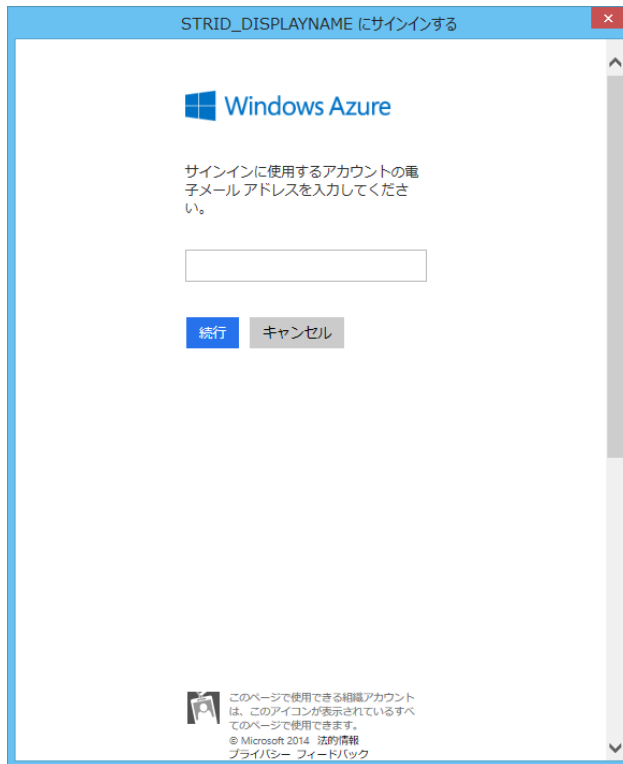 STRID_DISPLAYNAME にサインインする
Windows Azure
サインインに使用するアカウントの電
子メール アドレスを入力してくださ
い。
続行
キャンセル
このページで使用できる組織アカウント
は、このアイコンが表示されているすべ
てのページで使用できます。
© Microsoft 2014 法的情報
プライバシー フィードバック